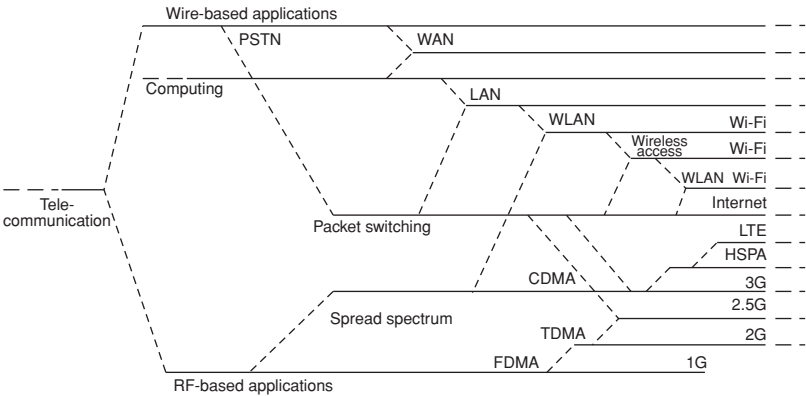 Wire-based applications
PSTN
WAN
Computing
LAN
WLAN
Wi-Fi
Wireless
access
Wi-Fi
WLAN Wi-Fi
Tele-
communication
Internet
Packet switching
LTE
HSPA
CDMA
3G
2.5G
Spread spectrum
TDMA
2G
FDMA
1G
RF-based applications